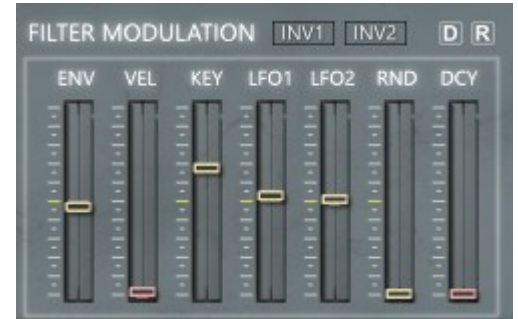 FILTER MODULATION INV1 INV2 D R
ENV VEL KEY LFO1 LFO2 RND DCY